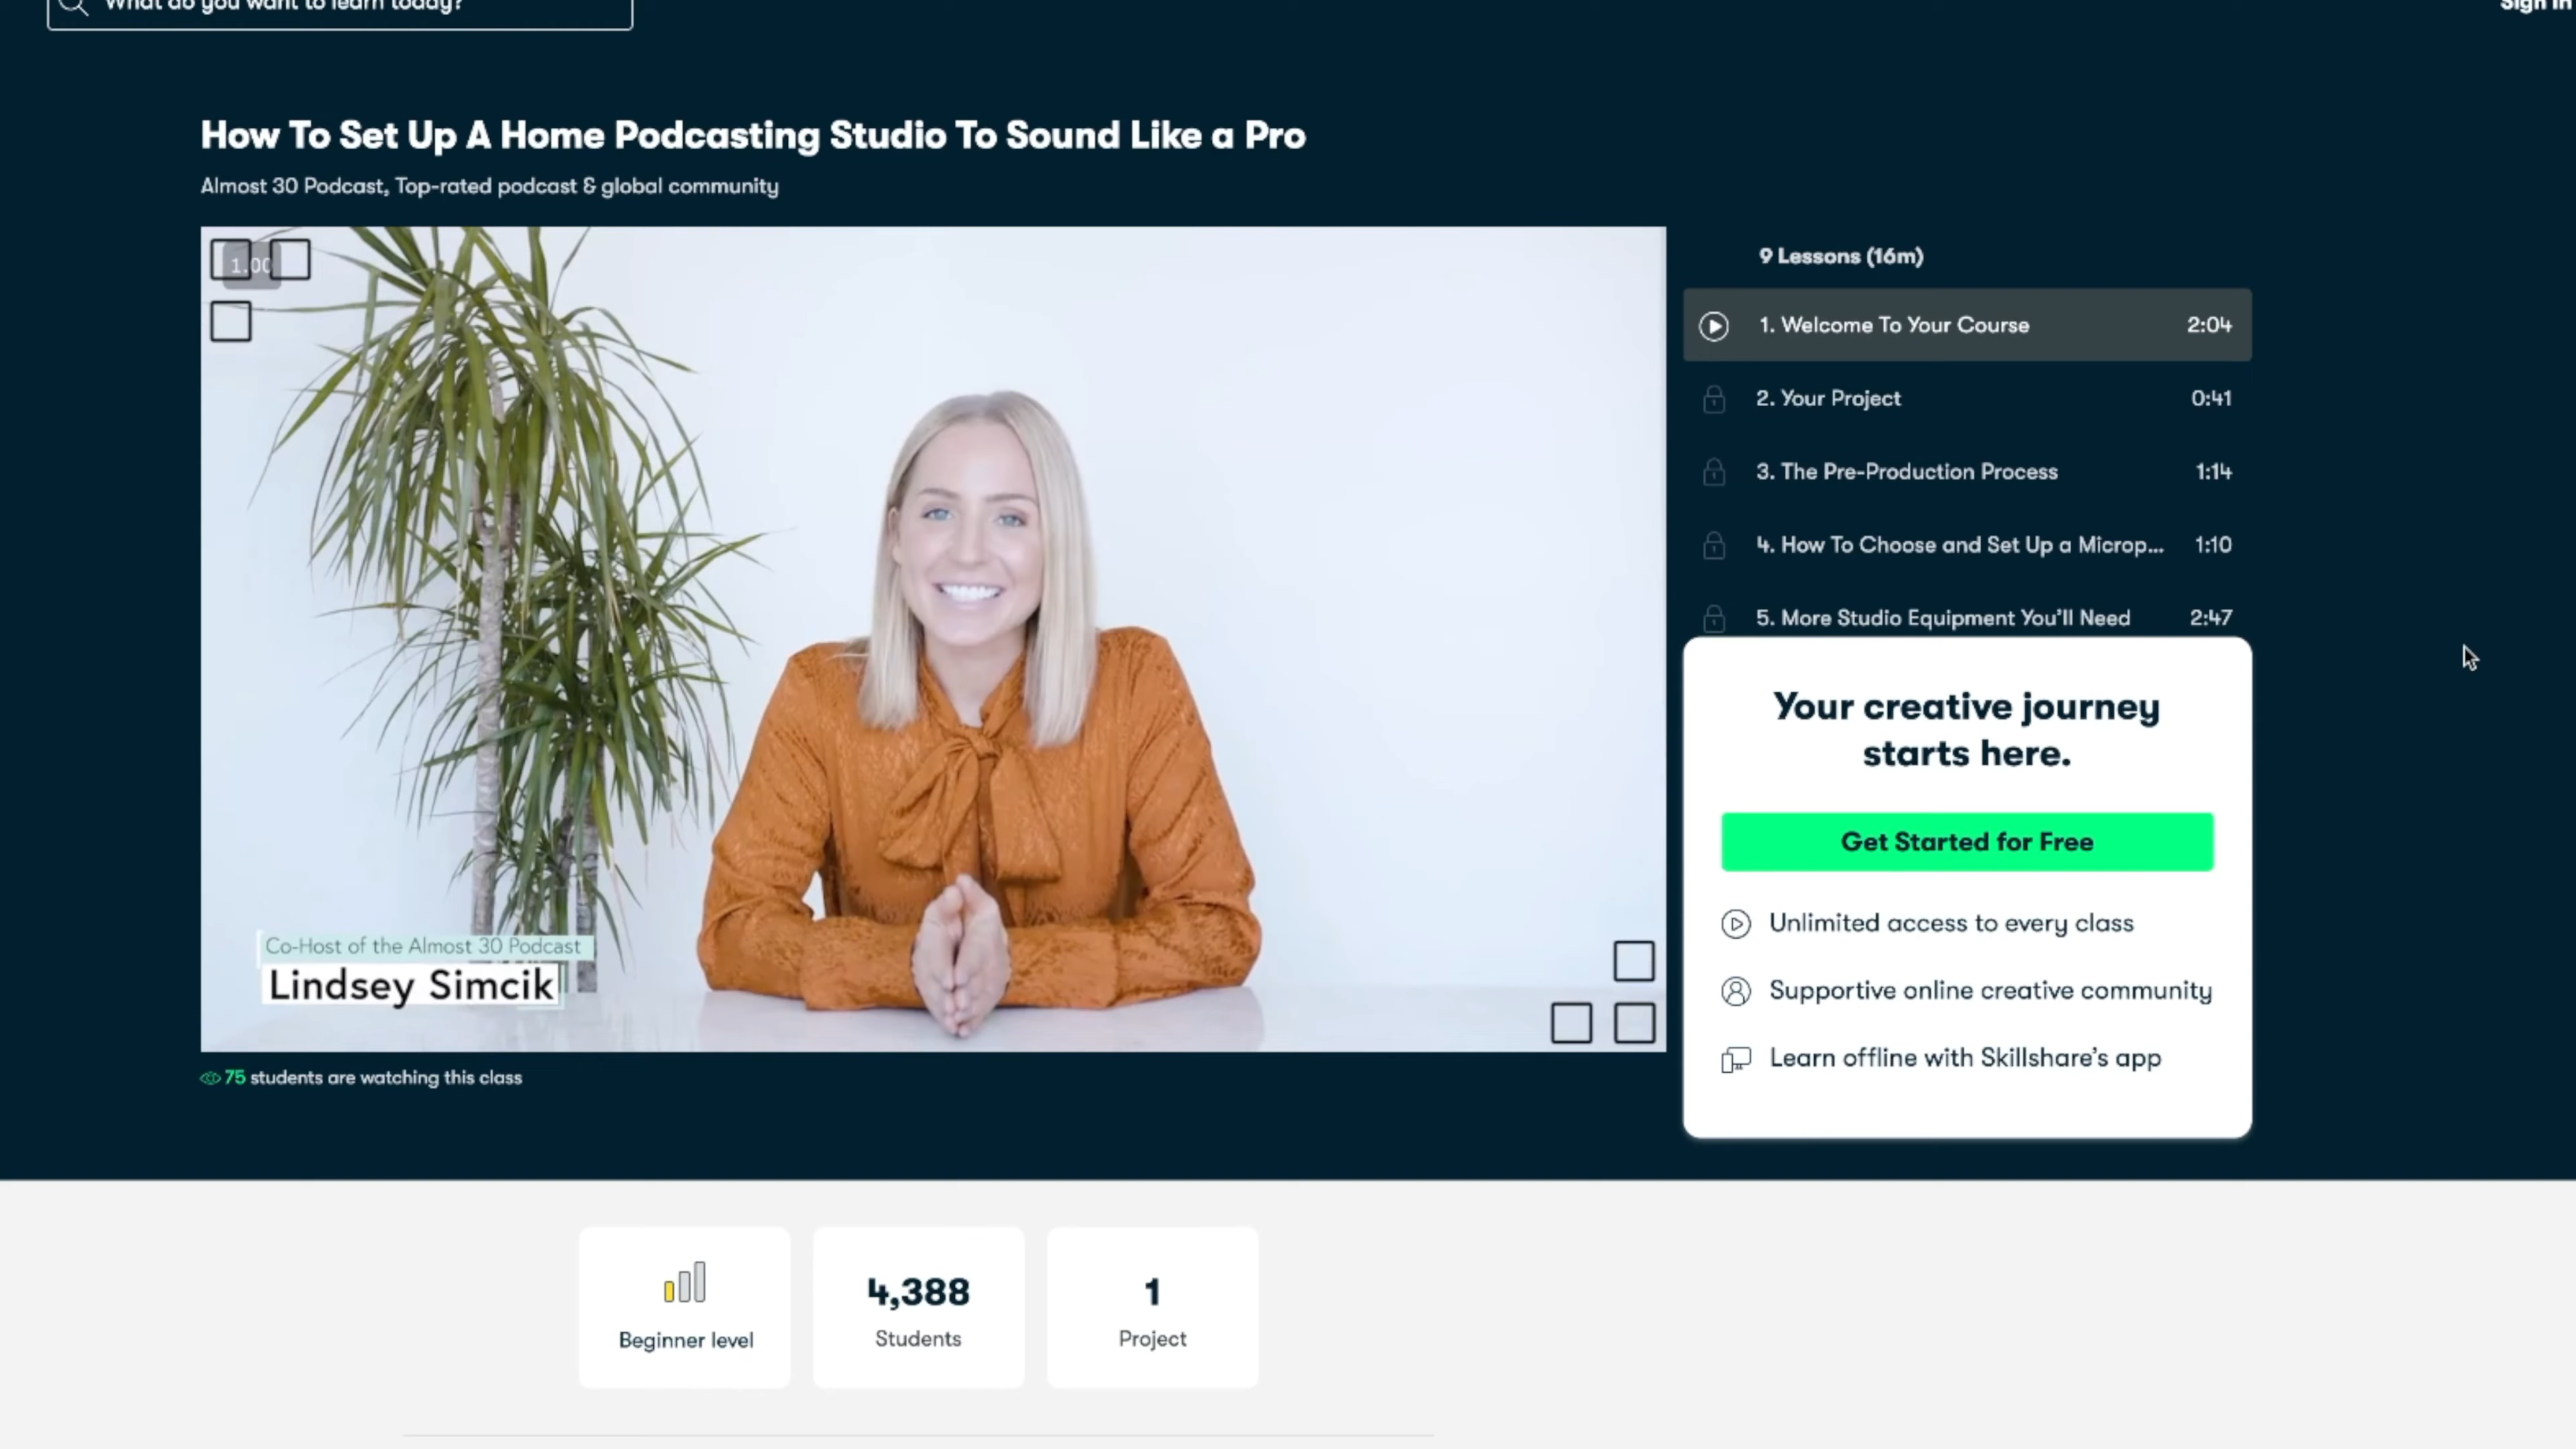 What do you want to learn today?
Sign In
How To Set Up A Home Podcasting Studio To Sound Like a Pro
Almost 30 Podcast, Top-rated podcast & global community
1.00
Co-Host of the Almost 30 Podcast
Lindsey Simcik
75 students are watching this class
9 Lessons (16m)
1. Welcome To Your Course 2:04
2. Your Project 0:41
3. The Pre-Production Process 1:14
4. How To Choose and Set Up a Microp... 1:10
5. More Studio Equipment You'll Need 2:47
Your creative journey
starts here.
Get Started for Free
Unlimited access to every class
Supportive online creative community
Learn offline with Skillshare's app
Beginner level
4,388
Students
1
Project